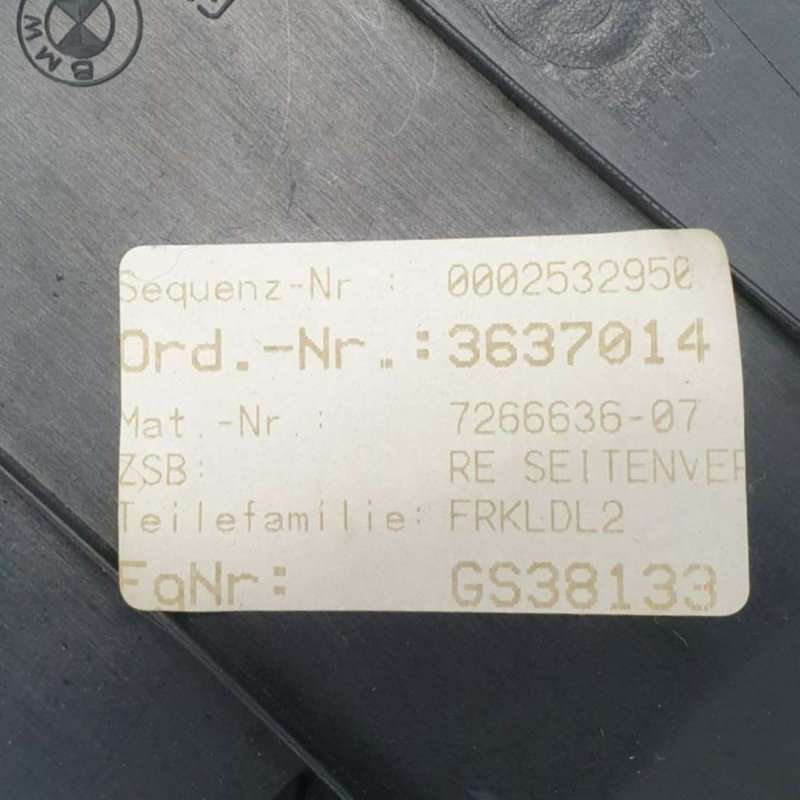 BMW
Sequenz-Nr : 0002532950
Ord.-Nr.: 3637014
Mat.-Nr : 7266636-07
ZSB: RE SEITENVER
Teilefamilie: FRKLDL2
FgNr: GS38133